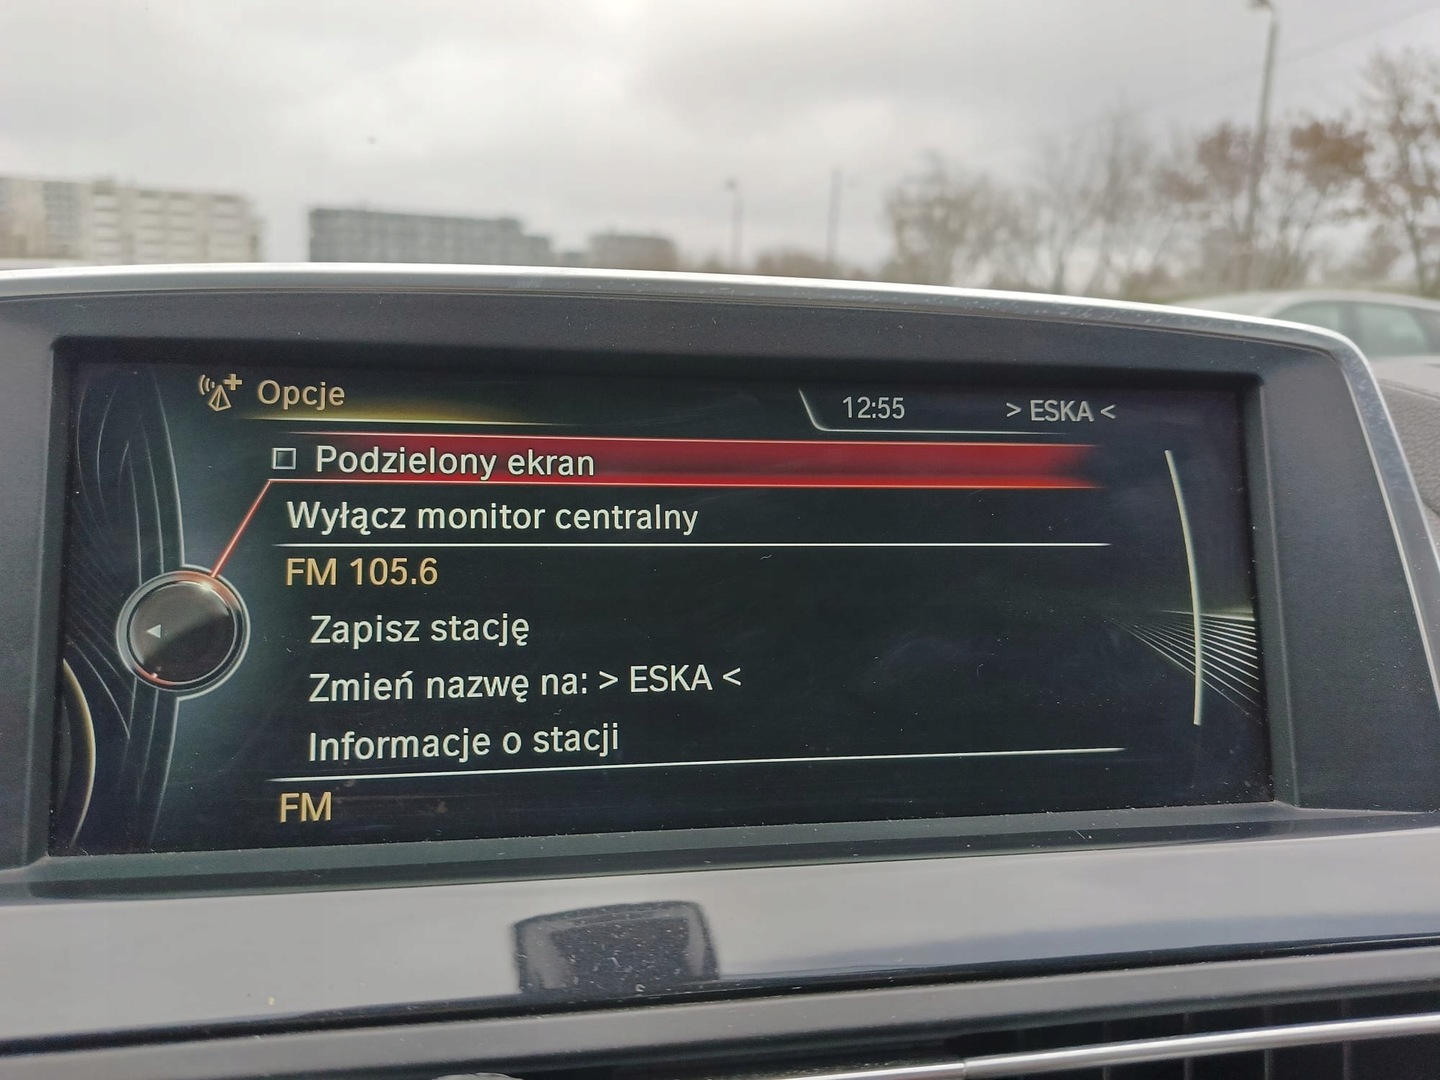 Opcje
12:55
> ESKA <
Podzielony ekran
Wyłącz monitor centralny
FM 105.6
Zapisz stację
Zmień nazwę na: > ESKA <
Informacje o stacji
FM